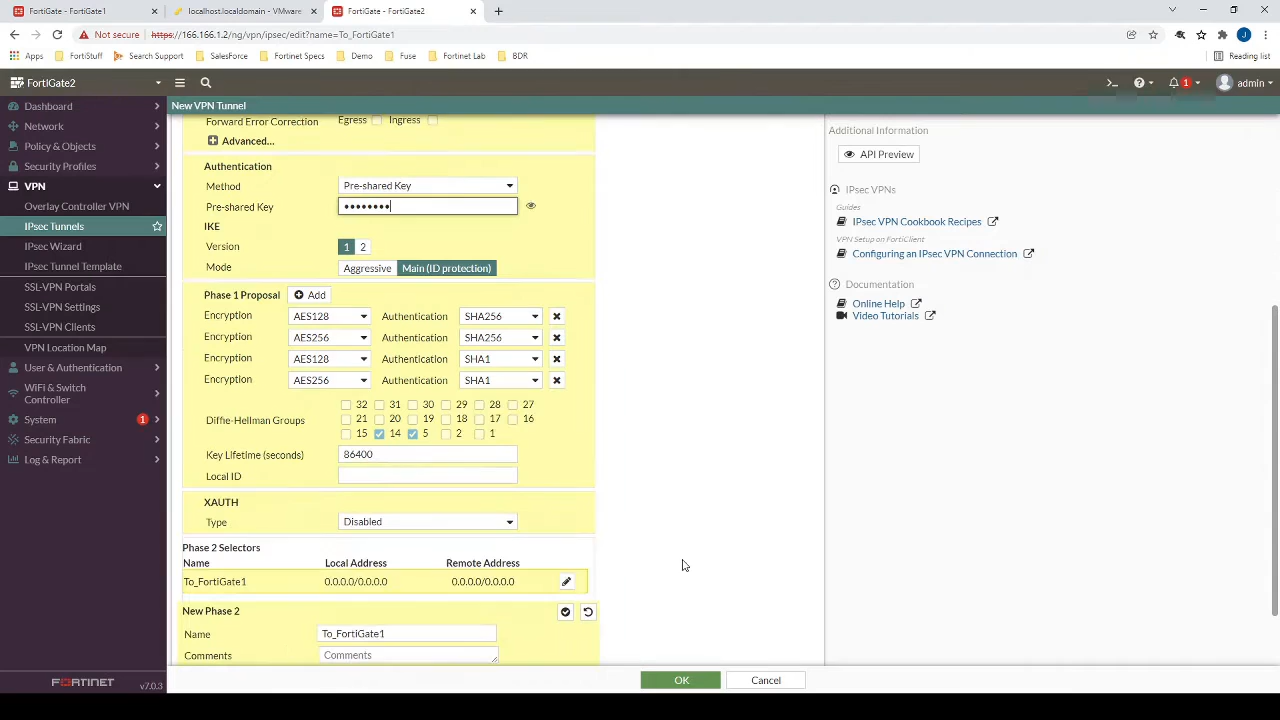 FortiGate - FortiGate1
localhost.localdomain - VMware
FortiGate - FortiGate2
Not secure
https://166.166.1.2/ng/vpn/ipsec/edit?name=To_FortiGate1
Apps
FortiStuff
Search Support
SalesForce
Fortinet Specs
Demo
Fuse
Fortinet Lab
BDR
Reading list
FortiGate2
1
admin
Dashboard
Network
Policy & Objects
Security Profiles
VPN
Overlay Controller VPN
IPsec Tunnels
IPsec Wizard
IPsec Tunnel Template
SSL-VPN Portals
SSL-VPN Settings
SSL-VPN Clients
VPN Location Map
User & Authentication
WiFi & Switch
Controller
System
1
Security Fabric
Log & Report
FORTINET
v7.0.3
New VPN Tunnel
Forward Error Correction Egress Ingress
Advanced...
Authentication
Method Pre-shared Key
Pre-shared Key ••••••••
IKE
Version 1 2
Mode Aggressive Main (ID protection)
Phase 1 Proposal Add
Encryption AES128 Authentication SHA256
Encryption AES256 Authentication SHA256
Encryption AES128 Authentication SHA1
Encryption AES256 Authentication SHA1
32 31 30 29 28 27
Diffie-Hellman Groups 21 20 19 18 17 16
15 14 5 2 1
Key Lifetime (seconds) 86400
Local ID
XAUTH
Type Disabled
Phase 2 Selectors
Name Local Address Remote Address
To_FortiGate1 0.0.0.0/0.0.0.0 0.0.0.0/0.0.0.0
New Phase 2
Name To_FortiGate1
Comments Comments
OK Cancel
Additional Information
API Preview
IPsec VPNs
Guides
IPsec VPN Cookbook Recipes
VPN Setup on FortiClient
Configuring an IPsec VPN Connection
Documentation
Online Help
Video Tutorials